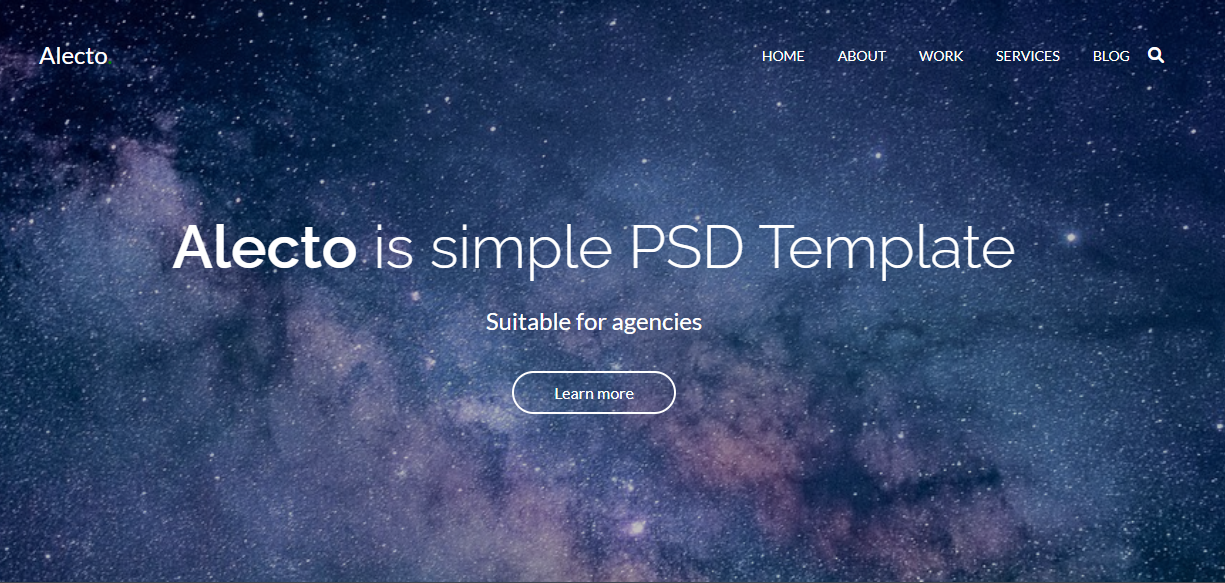 Alecto.
HOME ABOUT WORK SERVICES BLOG
Alecto is simple PSD Template
Suitable for agencies
Learn more